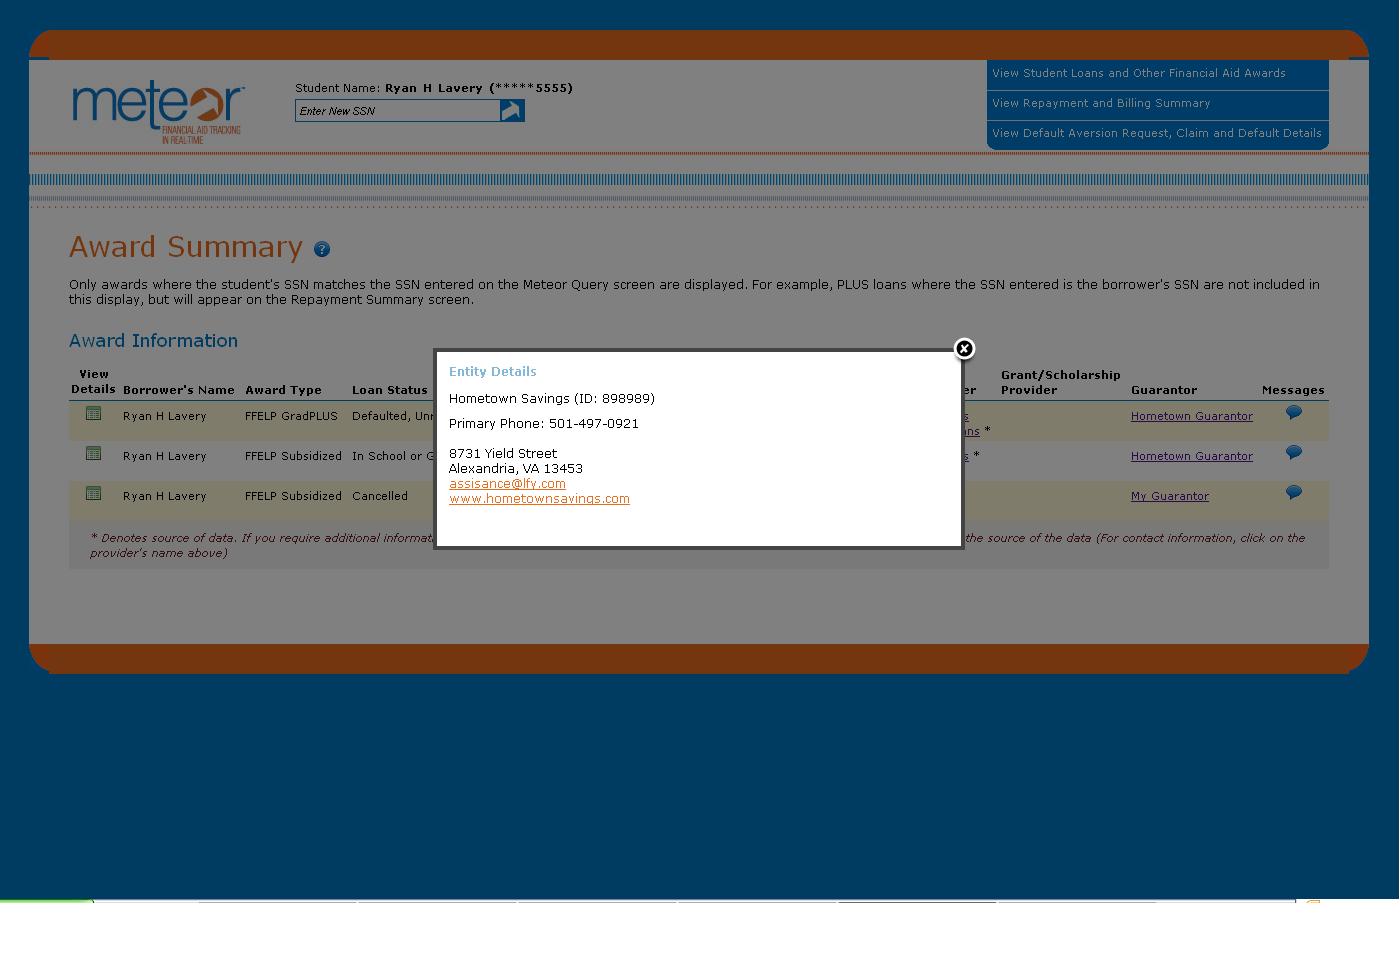 meteor
FINANCIAL AID TRACKING
IN REAL-TIME
Student Name: Ryan H Lavery (*****5555)
Enter New SSN
View Student Loans and Other Financial Aid Awards
View Repayment and Billing Summary
View Default Aversion Request, Claim and Default Details
Award Summary ?
Only awards where the student's SSN matches the SSN entered on the Meteor Query screen are displayed. For example, PLUS loans where the SSN entered is the borrower's SSN are not included in
this display, but will appear on the Repayment Summary screen.
Award Information
View Details Borrower's Name Award Type Loan Status er Grant/Scholarship Provider Guarantor Messages
Ryan H Lavery FFELP GradPLUS Defaulted, Unr s Hometown Guarantor
ans *
Ryan H Lavery FFELP Subsidized In School or G s * Hometown Guarantor
Ryan H Lavery FFELP Subsidized Cancelled My Guarantor
* Denotes source of data. If you require additional informati the source of the data (For contact information, click on the
provider's name above)
Entity Details
Hometown Savings (ID: 898989)
Primary Phone: 501-497-0921
8731 Yield Street
Alexandria, VA 13453
assisance@lfy.com
www.hometownsavings.com